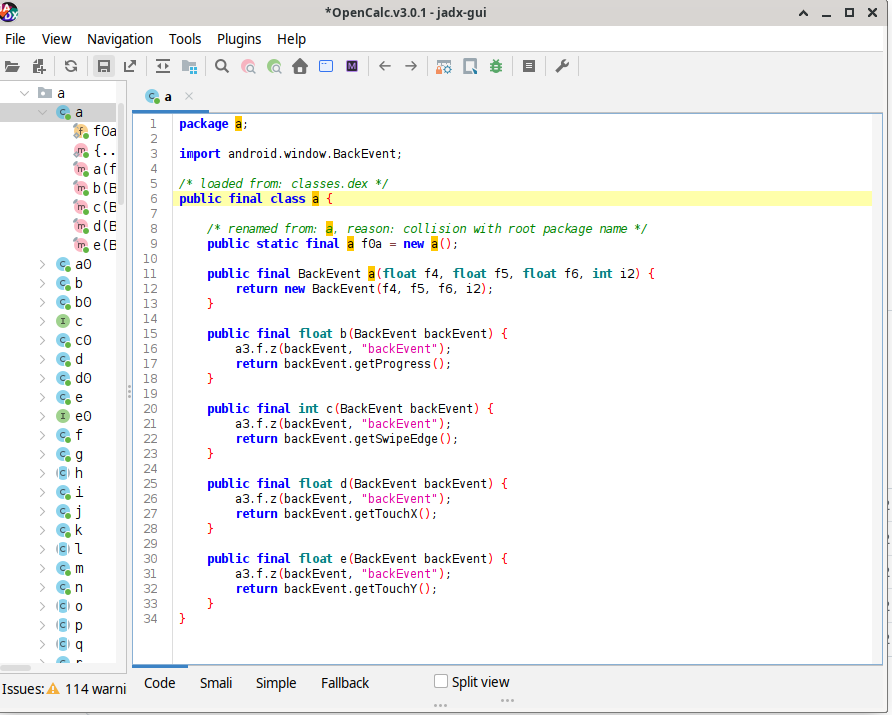 *OpenCalc.v3.0.1 - jadx-gui
File View Navigation Tools Plugins Help
a
a
f0a
{..
a(f
b(B
c(B
d(B
e(B
a0
b
b0
c
c0
d
d0
e
e0
f
g
h
i
j
k
l
m
n
o
p
q
a
1 package a;
2
3 import android.window.BackEvent;
4
5 /* loaded from: classes.dex */
6 public final class a {
7
8 /* renamed from: a, reason: collision with root package name */
9 public static final a f0a = new a();
10
11 public final BackEvent a(float f4, float f5, float f6, int i2) {
12 return new BackEvent(f4, f5, f6, i2);
13 }
14
15 public final float b(BackEvent backEvent) {
16 a3.f.z(backEvent, "backEvent");
17 return backEvent.getProgress();
18 }
19
20 public final int c(BackEvent backEvent) {
21 a3.f.z(backEvent, "backEvent");
22 return backEvent.getSwipeEdge();
23 }
24
25 public final float d(BackEvent backEvent) {
26 a3.f.z(backEvent, "backEvent");
27 return backEvent.getTouchX();
28 }
29
30 public final float e(BackEvent backEvent) {
31 a3.f.z(backEvent, "backEvent");
32 return backEvent.getTouchY();
33 }
34 }
Issues: 114 warni
Code Smali Simple Fallback Split view